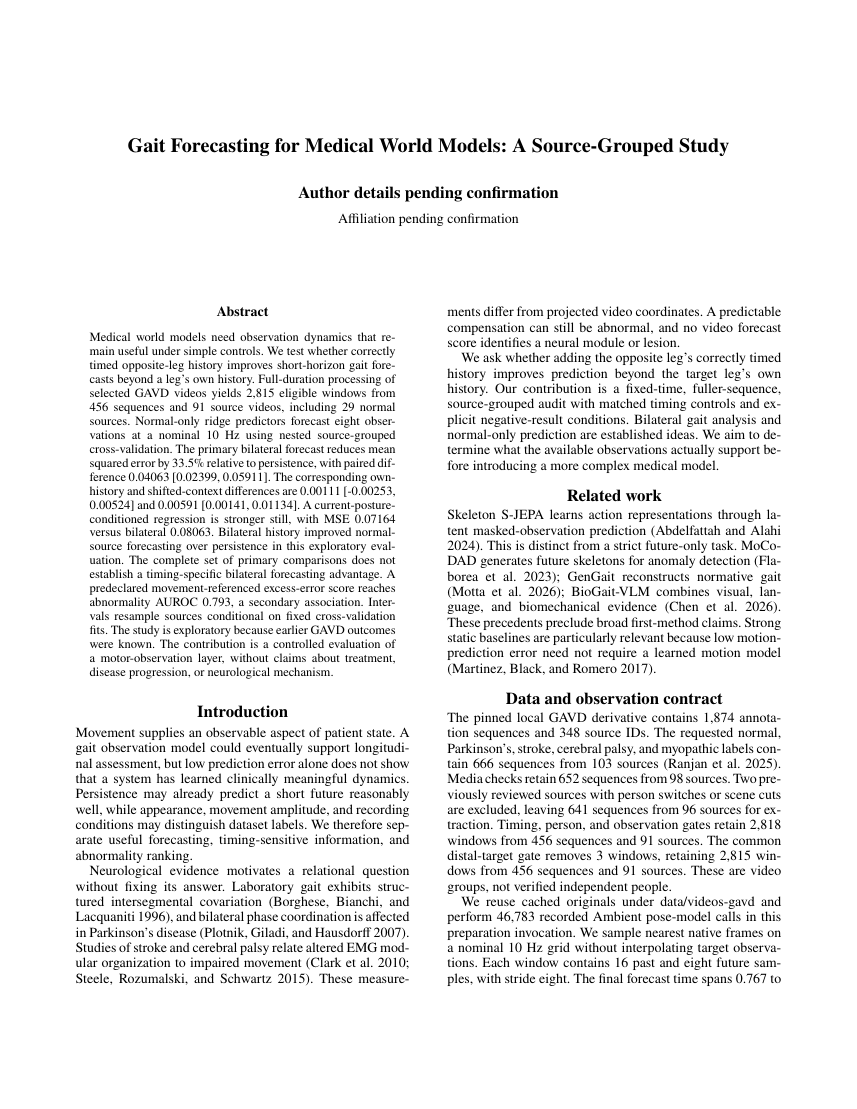 Gait Forecasting for Medical World Models: A Source-Grouped Study
Author details pending confirmation
Affiliation pending confirmation
Abstract
Medical world models need observation dynamics that re-
main useful under simple controls. We test whether correctly
timed opposite-leg history improves short-horizon gait fore-
casts beyond a leg's own history. Full-duration processing of
selected GAVD videos yields 2,815 eligible windows from
456 sequences and 91 source videos, including 29 normal
sources. Normal-only ridge predictors forecast eight obser-
vations at a nominal 10 Hz using nested source-grouped
cross-validation. The primary bilateral forecast reduces mean
squared error by 33.5% relative to persistence, with paired dif-
ference 0.04063 [0.02399, 0.05911]. The corresponding own-
history and shifted-context differences are 0.00111 [-0.00253,
0.00524] and 0.00591 [0.00141, 0.01134]. A current-posture-
conditioned regression is stronger still, with MSE 0.07164
versus bilateral 0.08063. Bilateral history improved normal-
source forecasting over persistence in this exploratory eval-
uation. The complete set of primary comparisons does not
establish a timing-specific bilateral forecasting advantage. A
predeclared movement-referenced excess-error score reaches
abnormality AUROC 0.793, a secondary association. Inter-
vals resample sources conditional on fixed cross-validation
fits. The study is exploratory because earlier GAVD outcomes
were known. The contribution is a controlled evaluation of
a motor-observation layer, without claims about treatment,
disease progression, or neurological mechanism.
Introduction
Movement supplies an observable aspect of patient state. A
gait observation model could eventually support longitudi-
nal assessment, but low prediction error alone does not show
that a system has learned clinically meaningful dynamics.
Persistence may already predict a short future reasonably
well, while appearance, movement amplitude, and recording
conditions may distinguish dataset labels. We therefore sep-
arate useful forecasting, timing-sensitive information, and
abnormality ranking.
Neurological evidence motivates a relational question
without fixing its answer. Laboratory gait exhibits struc-
tured intersegmental covariation (Borghese, Bianchi, and
Lacquaniti 1996), and bilateral phase coordination is affected
in Parkinson's disease (Plotnik, Giladi, and Hausdorff 2007).
Studies of stroke and cerebral palsy relate altered EMG mod-
ular organization to impaired movement (Clark et al. 2010;
Steele, Rozumalski, and Schwartz 2015). These measure-
ments differ from projected video coordinates. A predictable
compensation can still be abnormal, and no video forecast
score identifies a neural module or lesion.
We ask whether adding the opposite leg's correctly timed
history improves prediction beyond the target leg's own
history. Our contribution is a fixed-time, fuller-sequence,
source-grouped audit with matched timing controls and ex-
plicit negative-result conditions. Bilateral gait analysis and
normal-only prediction are established ideas. We aim to de-
termine what the available observations actually support be-
fore introducing a more complex medical model.
Related work
Skeleton S-JEPA learns action representations through la-
tent masked-observation prediction (Abdelfattah and Alahi
2024). This is distinct from a strict future-only task. MoCo-
DAD generates future skeletons for anomaly detection (Fla-
borea et al. 2023); GenGait reconstructs normative gait
(Motta et al. 2026); BioGait-VLM combines visual, lan-
guage, and biomechanical evidence (Chen et al. 2026).
These precedents preclude broad first-method claims. Strong
static baselines are particularly relevant because low motion-
prediction error need not require a learned motion model
(Martinez, Black, and Romero 2017).
Data and observation contract
The pinned local GAVD derivative contains 1,874 annota-
tion sequences and 348 source IDs. The requested normal,
Parkinson's, stroke, cerebral palsy, and myopathic labels con-
tain 666 sequences from 103 sources (Ranjan et al. 2025).
Media checks retain 652 sequences from 98 sources. Two pre-
viously reviewed sources with person switches or scene cuts
are excluded, leaving 641 sequences from 96 sources for ex-
traction. Timing, person, and observation gates retain 2,818
windows from 456 sequences and 91 sources. The common
distal-target gate removes 3 windows, retaining 2,815 win-
dows from 456 sequences and 91 sources. These are video
groups, not verified independent people.
We reuse cached originals under data/videos-gavd and
perform 46,783 recorded Ambient pose-model calls in this
preparation invocation. We sample nearest native frames on
a nominal 10 Hz grid without interpolating target observa-
tions. Each window contains 16 past and eight future sam-
ples, with stride eight. The final forecast time spans 0.767 to